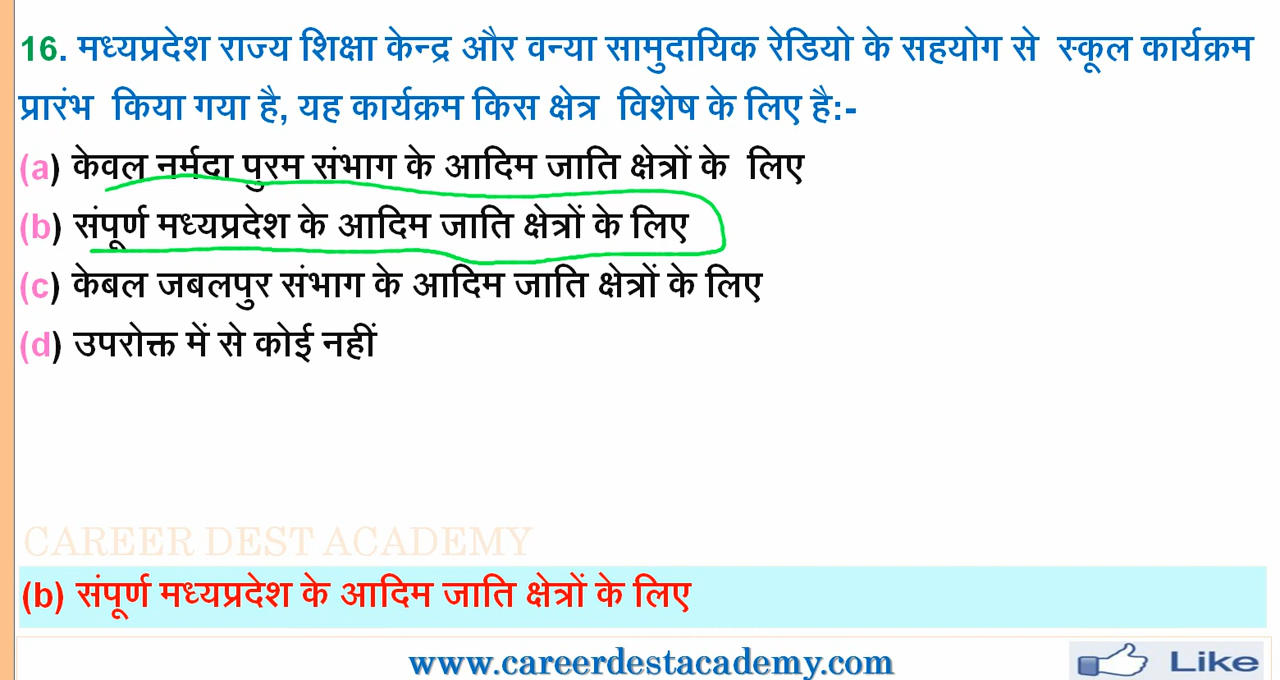 16. मध्यप्रदेश राज्य शिक्षा केन्द्र और वन्या सामुदायिक रेडियो के सहयोग से स्कूल कार्यक्रम
प्रारंभ किया गया है, यह कार्यक्रम किस क्षेत्र विशेष के लिए है:-
(a) केवल नर्मदा पुरम संभाग के आदिम जाति क्षेत्रों के लिए
(b) संपूर्ण मध्यप्रदेश के आदिम जाति क्षेत्रों के लिए
(c) केबल जबलपुर संभाग के आदिम जाति क्षेत्रों के लिए
(d) उपरोक्त में से कोई नहीं
CAREER DEST ACADEMY
(b) संपूर्ण मध्यप्रदेश के आदिम जाति क्षेत्रों के लिए
www.careerdestacademy.com
Like